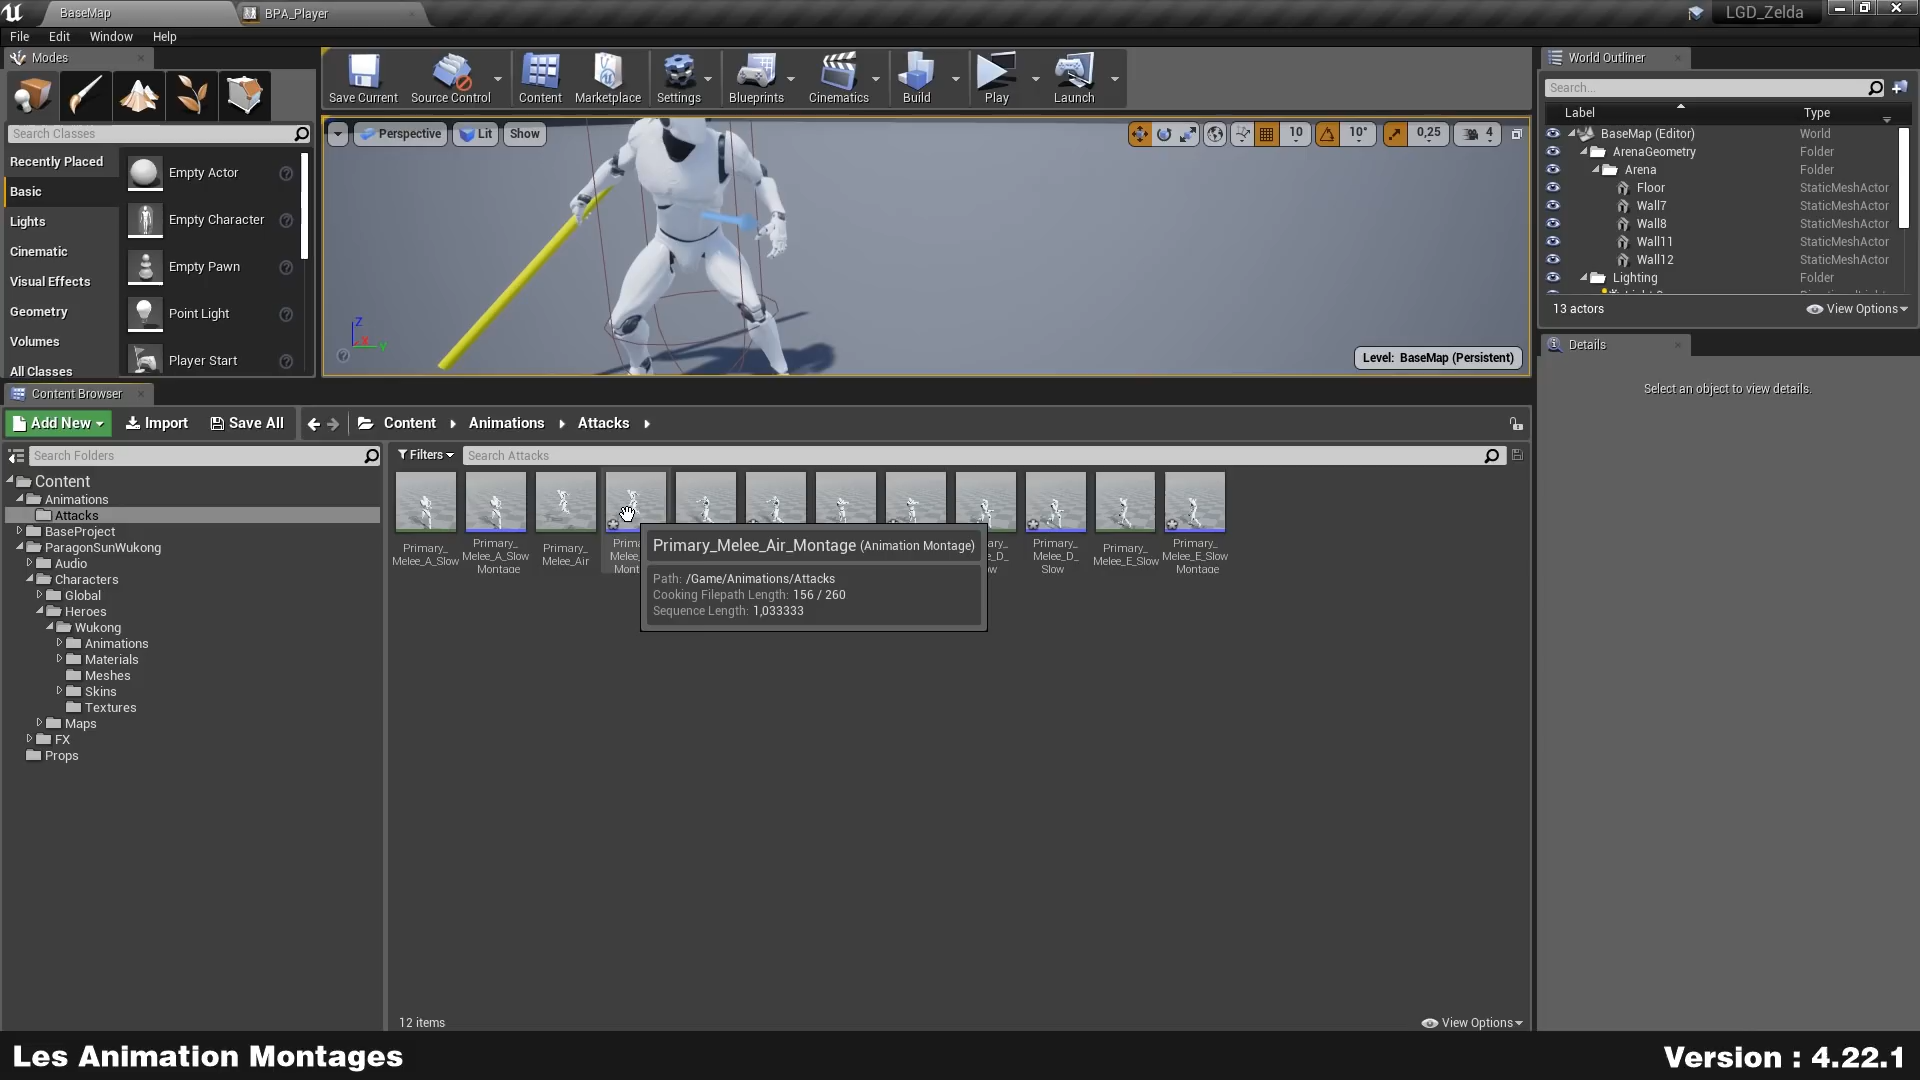 BaseMap
BPA_Player
LGD_Zelda
File Edit Window Help
Modes
Search Classes
Recently Placed
Basic
Lights
Cinematic
Visual Effects
Geometry
Volumes
All Classes
Empty Actor
Empty Character
Empty Pawn
Point Light
Player Start
Save Current
Source Control
Content
Marketplace
Settings
Blueprints
Cinematics
Build
Play
Launch
Perspective
Lit
Show
10
10°
0,25
4
Z
X
Y
Level: BaseMap (Persistent)
World Outliner
Search...
Label Type
BaseMap (Editor) World
ArenaGeometry Folder
Arena Folder
Floor StaticMeshActor
Wall7 StaticMeshActor
Wall8 StaticMeshActor
Wall11 StaticMeshActor
Wall12 StaticMeshActor
Lighting Folder
13 actors
View Options
Details
Select an object to view details.
Content Browser
Add New
Import
Save All
Content
Animations
Attacks
Search Folders
Content
Animations
Attacks
BaseProject
ParagonSunWukong
Audio
Characters
Global
Heroes
Wukong
Animations
Materials
Meshes
Skins
Textures
Maps
FX
Props
Filters
Search Attacks
Primary_
Melee_A_Slow
Primary_
Melee_A_Slow
Montage
Primary_
Melee_Air
Primary_Melee_Air_Montage (Animation Montage)
Path: /Game/Animations/Attacks
Cooking Filepath Length: 156 / 260
Sequence Length: 1,033333
Primary_
Melee_D_
Slow
Primary_
Melee_E_Slow
Primary_
Melee_E_Slow
Montage
12 items
View Options
Les Animation Montages
Version : 4.22.1